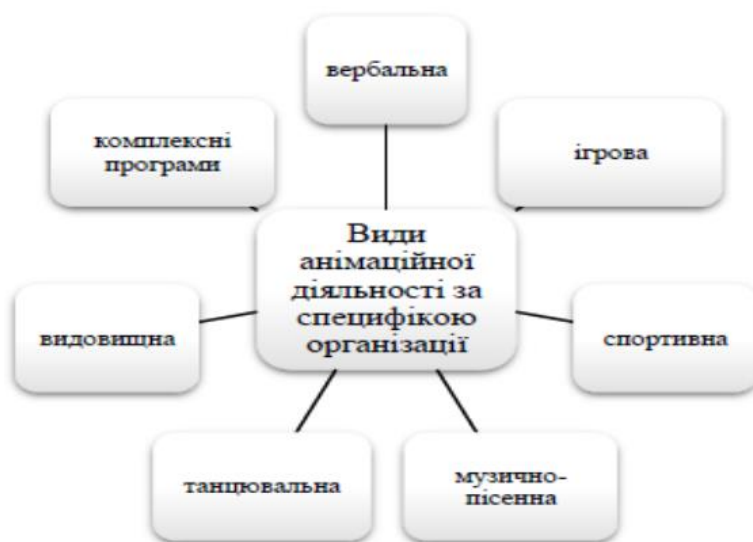 вербальна
комплексні
програми
ігрова
Види
анімаційної
діяльності за
специфікою
організації
видовищна
спортивна
танцювальна
музично-
пісенна